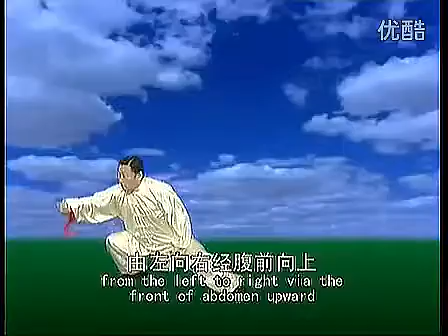 优酷
由左向右经腹前向上
from the left to right viia the
front of abdomen upward